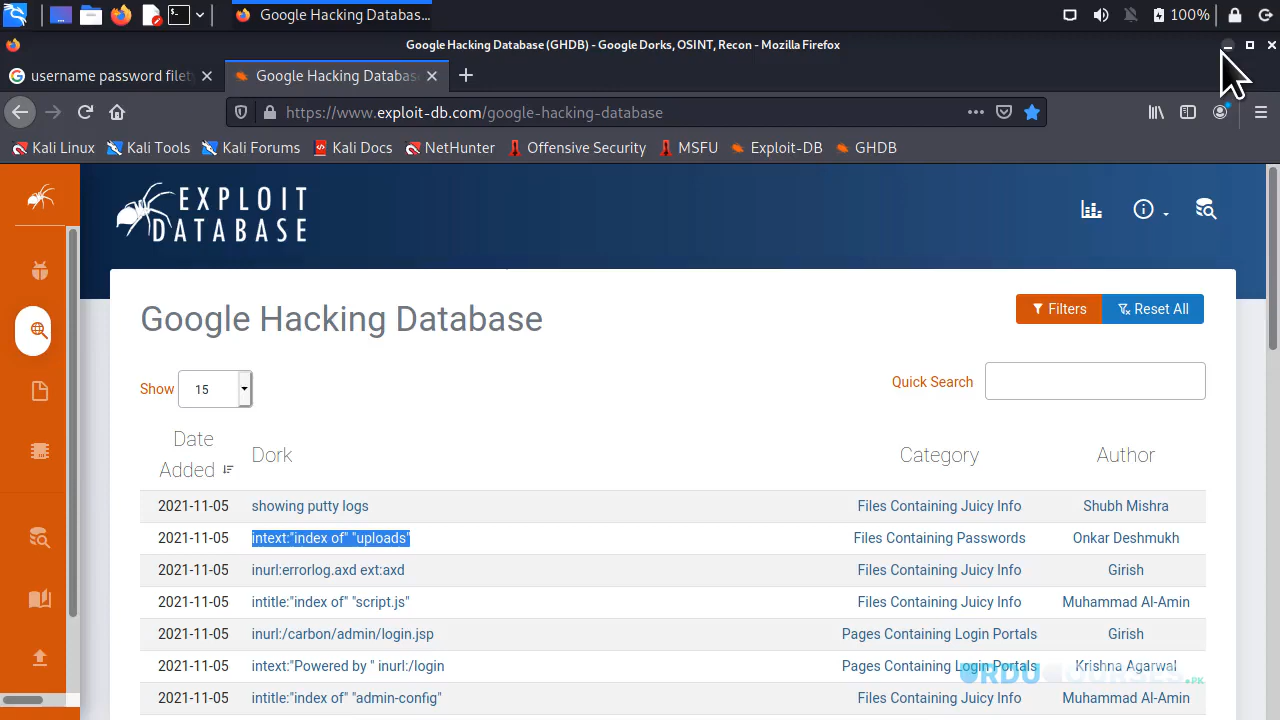 Google Hacking Databas...
100%
Google Hacking Database (GHDB) - Google Dorks, OSINT, Recon - Mozilla Firefox
username password filet
Google Hacking Database
https://www.exploit-db.com/google-hacking-database
Kali Linux Kali Tools Kali Forums Kali Docs NetHunter Offensive Security MSFU Exploit-DB GHDB
EXPLOIT
DATABASE
Google Hacking Database
Filters Reset All
Show 15 Quick Search
Date Added Dork Category Author
2021-11-05 showing putty logs Files Containing Juicy Info Shubh Mishra
2021-11-05 intext:"index of" "uploads" Files Containing Passwords Onkar Deshmukh
2021-11-05 inurl:errorlog.axd ext:axd Files Containing Juicy Info Girish
2021-11-05 intitle:"index of" "script.js" Files Containing Juicy Info Muhammad Al-Amin
2021-11-05 inurl:/carbon/admin/login.jsp Pages Containing Login Portals Girish
2021-11-05 intext:"Powered by " inurl:/login Pages Containing Login Portals Krishna Agarwal
URDUCOURSES.PK
2021-11-05 intitle:"index of" "admin-config" Files Containing Juicy Info Muhammad Al-Amin